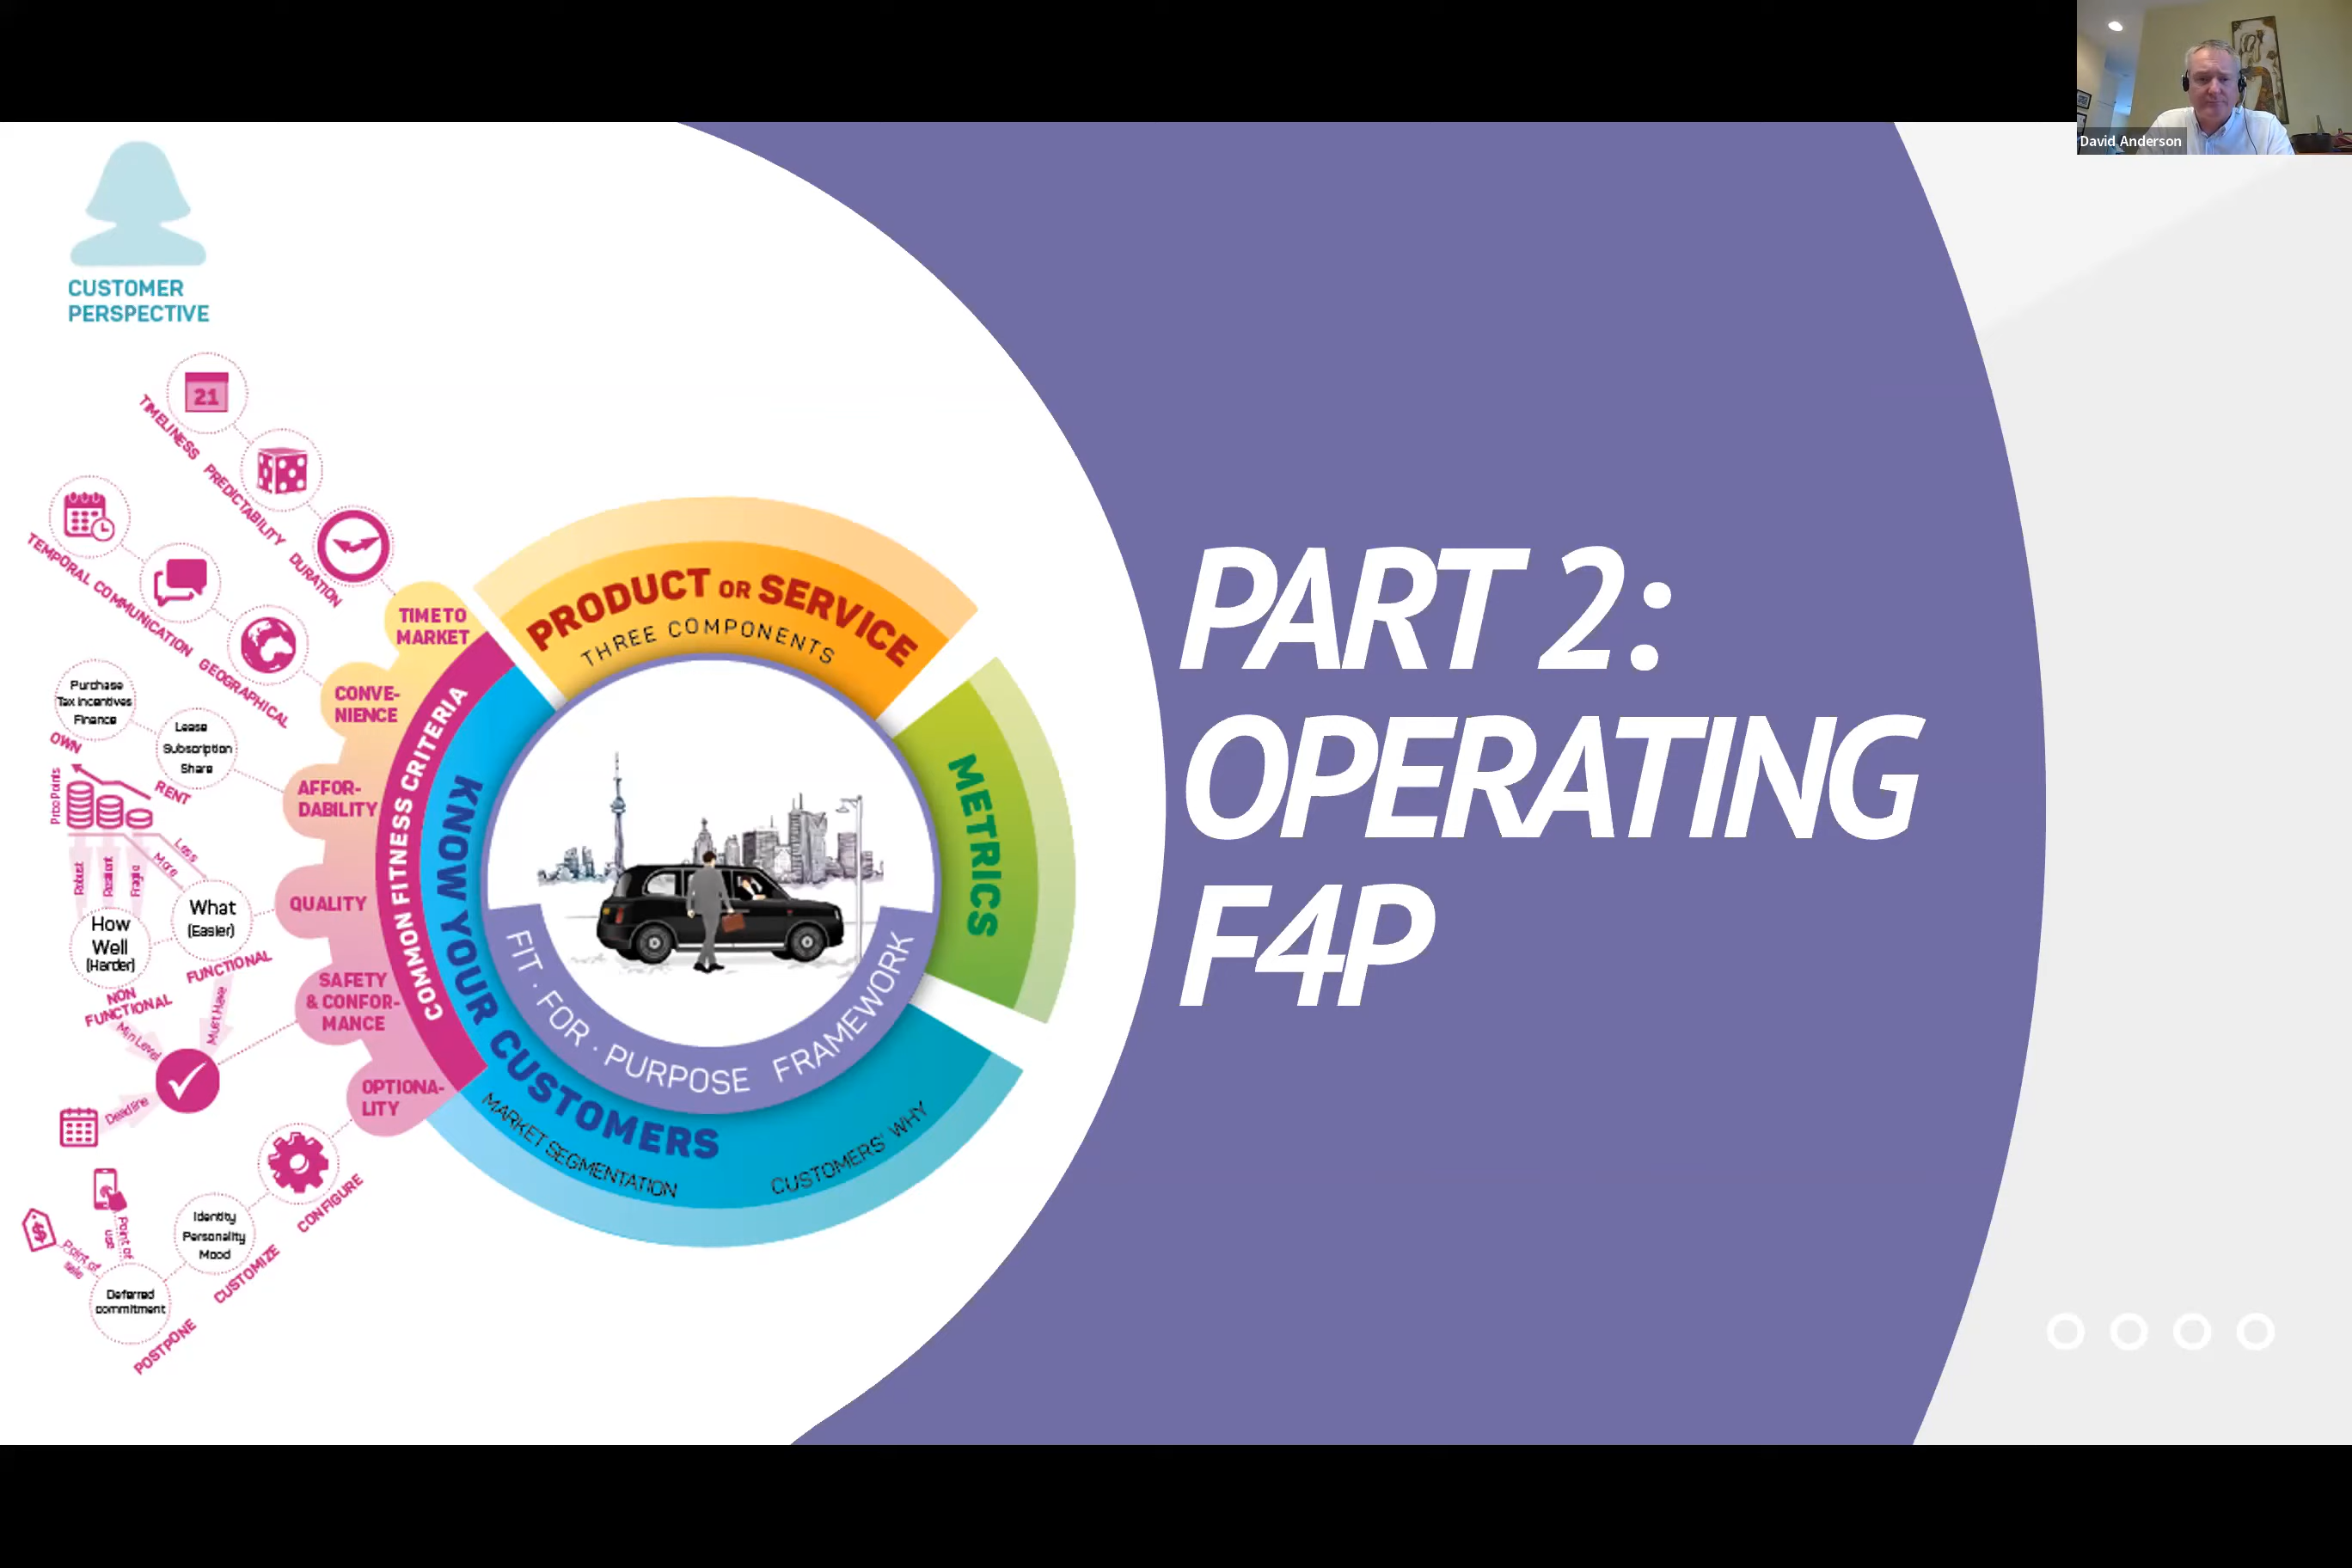 David Anderson
CUSTOMER
PERSPECTIVE
21
TIMELINESS
PREDICTABILITY
DURATION
TIME TO
MARKET
TEMPORAL
COMMUNICATION
GEOGRAPHICAL
CONVE-
NIENCE
Purchase
Tax Incentives
Finance
OWN
Lease
Subscription
Share
RENT
Price Points
AFFOR-
DABILITY
Less
More
Robust
Resilient
Fragile
How
Well
(Harder)
NON
FUNCTIONAL
What
(Easier)
FUNCTIONAL
QUALITY
Min Level
Must Have
SAFETY
& CONFOR-
MANCE
Deadline
OPTIONA-
LITY
CONFIGURE
Identity
Personality
Mood
CUSTOMIZE
Point of
use
$
Point of
sale
Deferred
commitment
POSTPONE
COMMON FITNESS CRITERIA
KNOW YOUR CUSTOMERS
MARKET SEGMENTATION
CUSTOMERS' WHY
PRODUCT OR SERVICE
THREE COMPONENTS
METRICS
FIT · FOR · PURPOSE FRAMEWORK
PART 2:
OPERATING
F4P